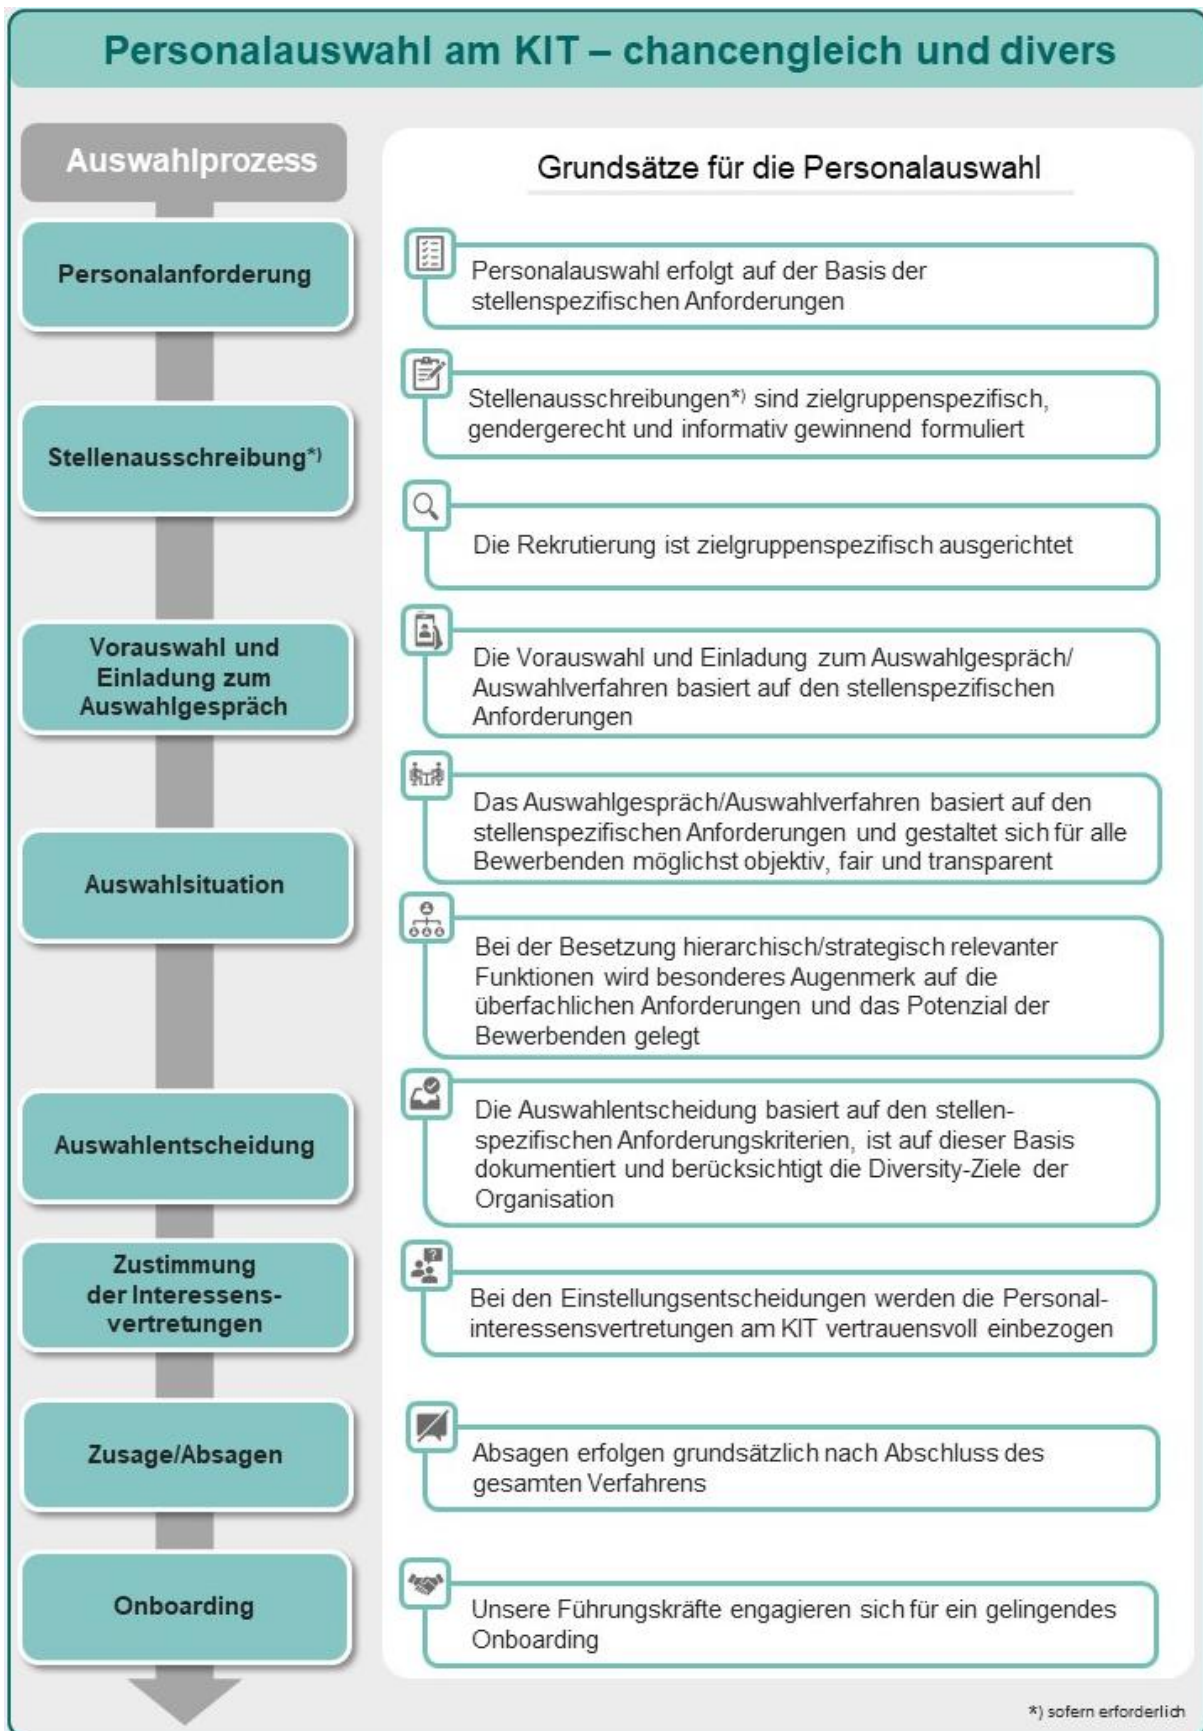 Personalauswahl am KIT – chancengleich und divers
Auswahlprozess
Grundsätze für die Personalauswahl
Personalanforderung
Personalauswahl erfolgt auf der Basis der
stellenspezifischen Anforderungen
Stellenausschreibung*)
Stellenausschreibungen*) sind zielgruppenspezifisch,
gendergerecht und informativ gewinnend formuliert
Die Rekrutierung ist zielgruppenspezifisch ausgerichtet
Vorauswahl und
Einladung zum
Auswahlgespräch
Die Vorauswahl und Einladung zum Auswahlgespräch/
Auswahlverfahren basiert auf den stellenspezifischen
Anforderungen
Auswahlsituation
Das Auswahlgespräch/Auswahlverfahren basiert auf den
stellenspezifischen Anforderungen und gestaltet sich für alle
Bewerbenden möglichst objektiv, fair und transparent
Bei der Besetzung hierarchisch/strategisch relevanter
Funktionen wird besonderes Augenmerk auf die
überfachlichen Anforderungen und das Potenzial der
Bewerbenden gelegt
Auswahlentscheidung
Die Auswahlentscheidung basiert auf den stellen-
spezifischen Anforderungskriterien, ist auf dieser Basis
dokumentiert und berücksichtigt die Diversity-Ziele der
Organisation
Zustimmung
der Interessens-
vertretungen
Bei den Einstellungsentscheidungen werden die Personal-
interessensvertretungen am KIT vertrauensvoll einbezogen
Zusage/Absagen
Absagen erfolgen grundsätzlich nach Abschluss des
gesamten Verfahrens
Onboarding
Unsere Führungskräfte engagieren sich für ein gelingendes
Onboarding
*) sofern erforderlich